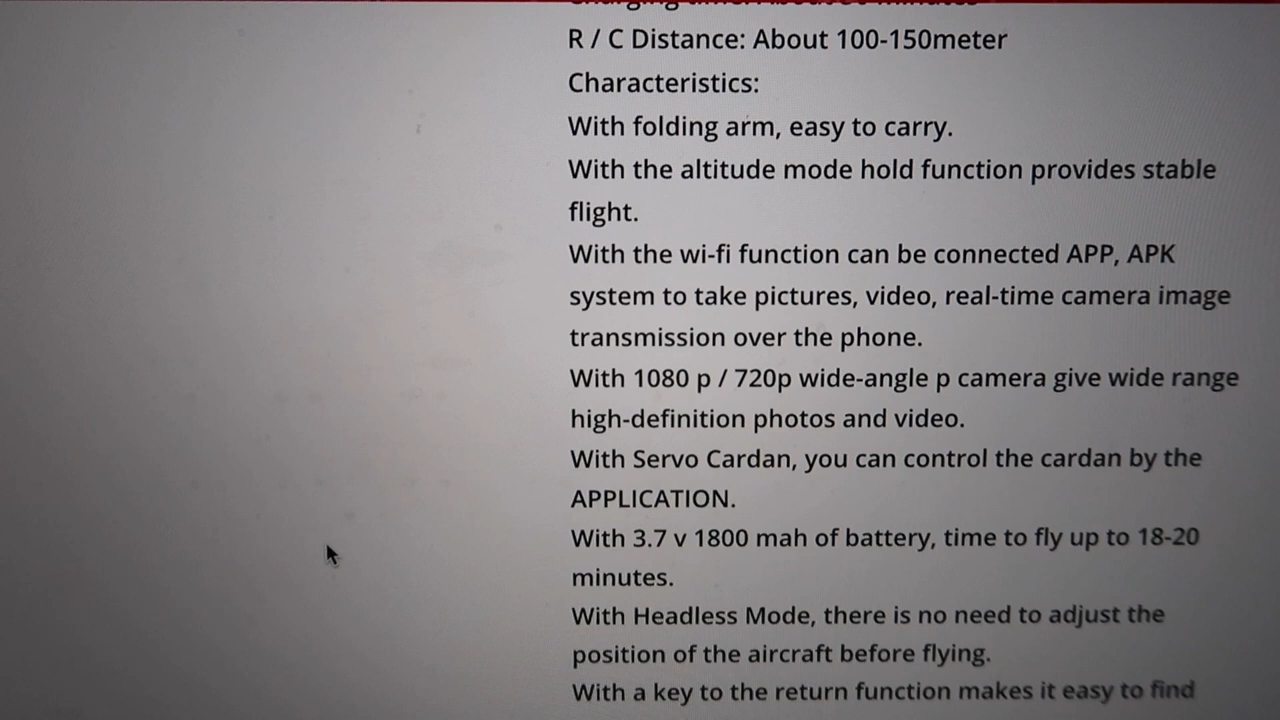 R / C Distance: About 100-150meter
Characteristics:
With folding arm, easy to carry.
With the altitude mode hold function provides stable
flight.
With the wi-fi function can be connected APP, APK
system to take pictures, video, real-time camera image
transmission over the phone.
With 1080 p / 720p wide-angle p camera give wide range
high-definition photos and video.
With Servo Cardan, you can control the cardan by the
APPLICATION.
With 3.7 v 1800 mah of battery, time to fly up to 18-20
minutes.
With Headless Mode, there is no need to adjust the
position of the aircraft before flying.
With a key to the return function makes it easy to find